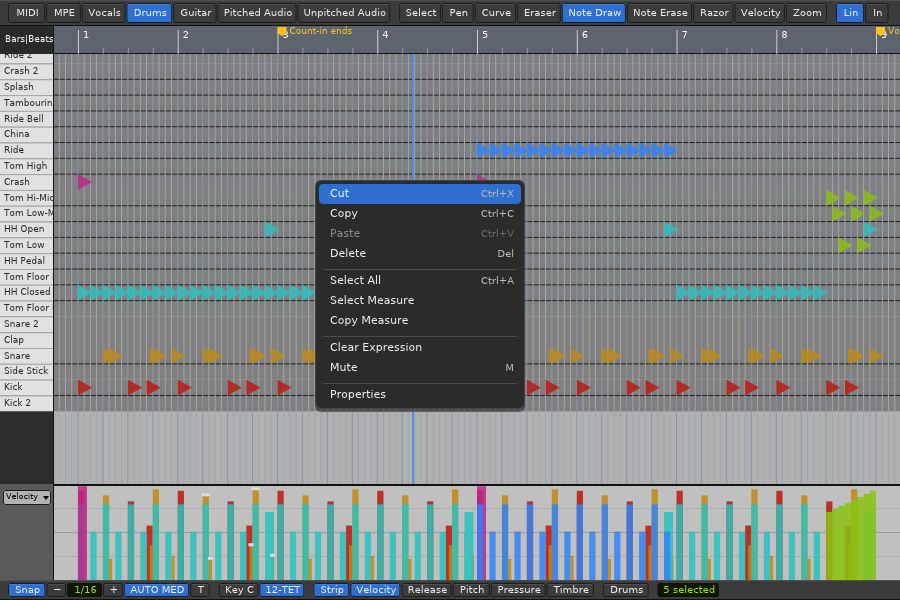 MIDI MPE Vocals Drums Guitar Pitched Audio Unpitched Audio Select Pen Curve Eraser Note Draw Note Erase Razor Velocity Zoom Lin In
Bars|Beats 1 2 3 Count-in ends 4 5 6 7 8 9 Vo
Ride 2
Crash 2
Splash
Tambourin
Ride Bell
China
Ride
Tom High
Crash
Tom Hi-Mid
Tom Low-M
HH Open
Tom Low
HH Pedal
Tom Floor
HH Closed
Tom Floor
Snare 2
Clap
Snare
Side Stick
Kick
Kick 2
Cut Ctrl+X
Copy Ctrl+C
Paste Ctrl+V
Delete Del
Select All Ctrl+A
Select Measure
Copy Measure
Clear Expression
Mute M
Properties
Velocity
Snap − 1/16 + AUTO MED T Key C 12-TET Strip Velocity Release Pitch Pressure Timbre Drums 5 selected